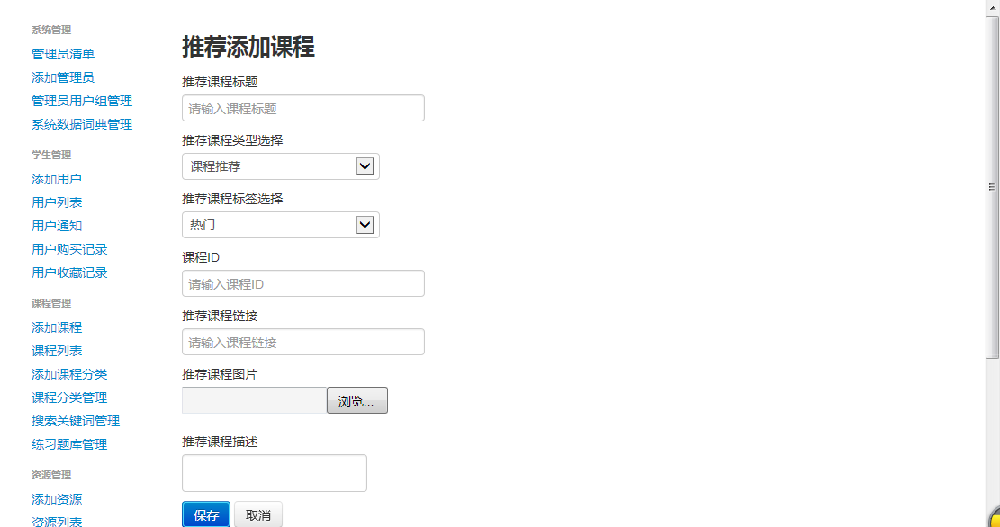 系统管理
管理员清单
添加管理员
管理员用户组管理
系统数据词典管理
学生管理
添加用户
用户列表
用户通知
用户购买记录
用户收藏记录
课程管理
添加课程
课程列表
添加课程分类
课程分类管理
搜索关键词管理
练习题库管理
资源管理
添加资源
资源列表
推荐添加课程
推荐课程标题
请输入课程标题
推荐课程类型选择
课程推荐
推荐课程标签选择
热门
课程ID
请输入课程ID
推荐课程链接
请输入课程链接
推荐课程图片
浏览...
推荐课程描述
保存 取消